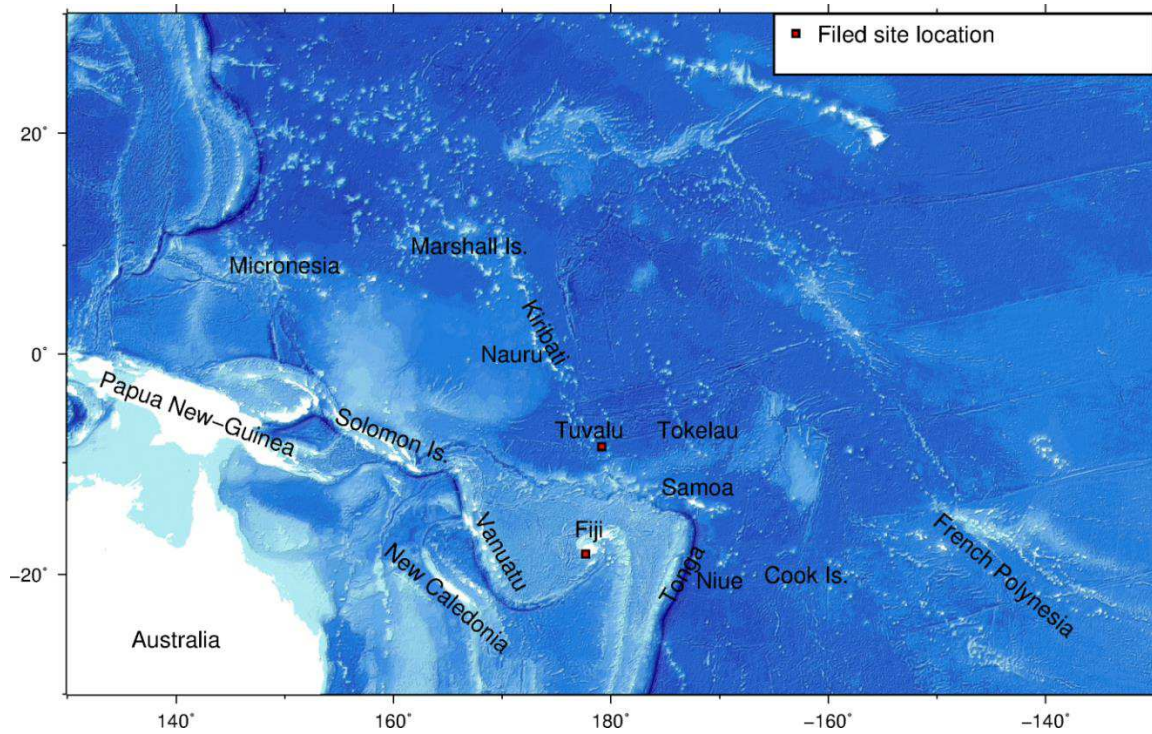 Filed site location
20°
Marshall Is.
Micronesia
Kiribati
Nauru
0°
Papua New-Guinea
Solomon Is.
Tuvalu
Tokelau
Samoa
Fiji
Vanuatu
New Caledonia
Tonga
Niue
Cook Is.
French Polynesia
-20°
Australia
140°
160°
180°
-160°
-140°